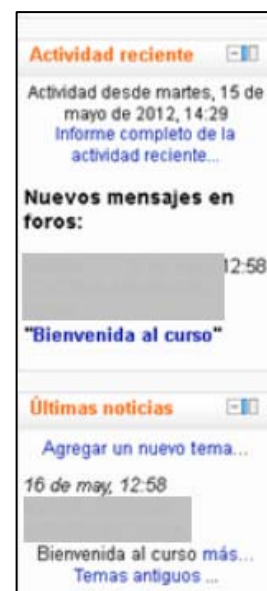 Actividad reciente
Actividad desde martes, 15 de
mayo de 2012, 14:29
Informe completo de la
actividad reciente...
Nuevos mensajes en
foros:
12:58
"Bienvenida al curso"
Últimas noticias
Agregar un nuevo tema...
16 de may, 12:58
Bienvenida al curso más...
Temas antiguos ...